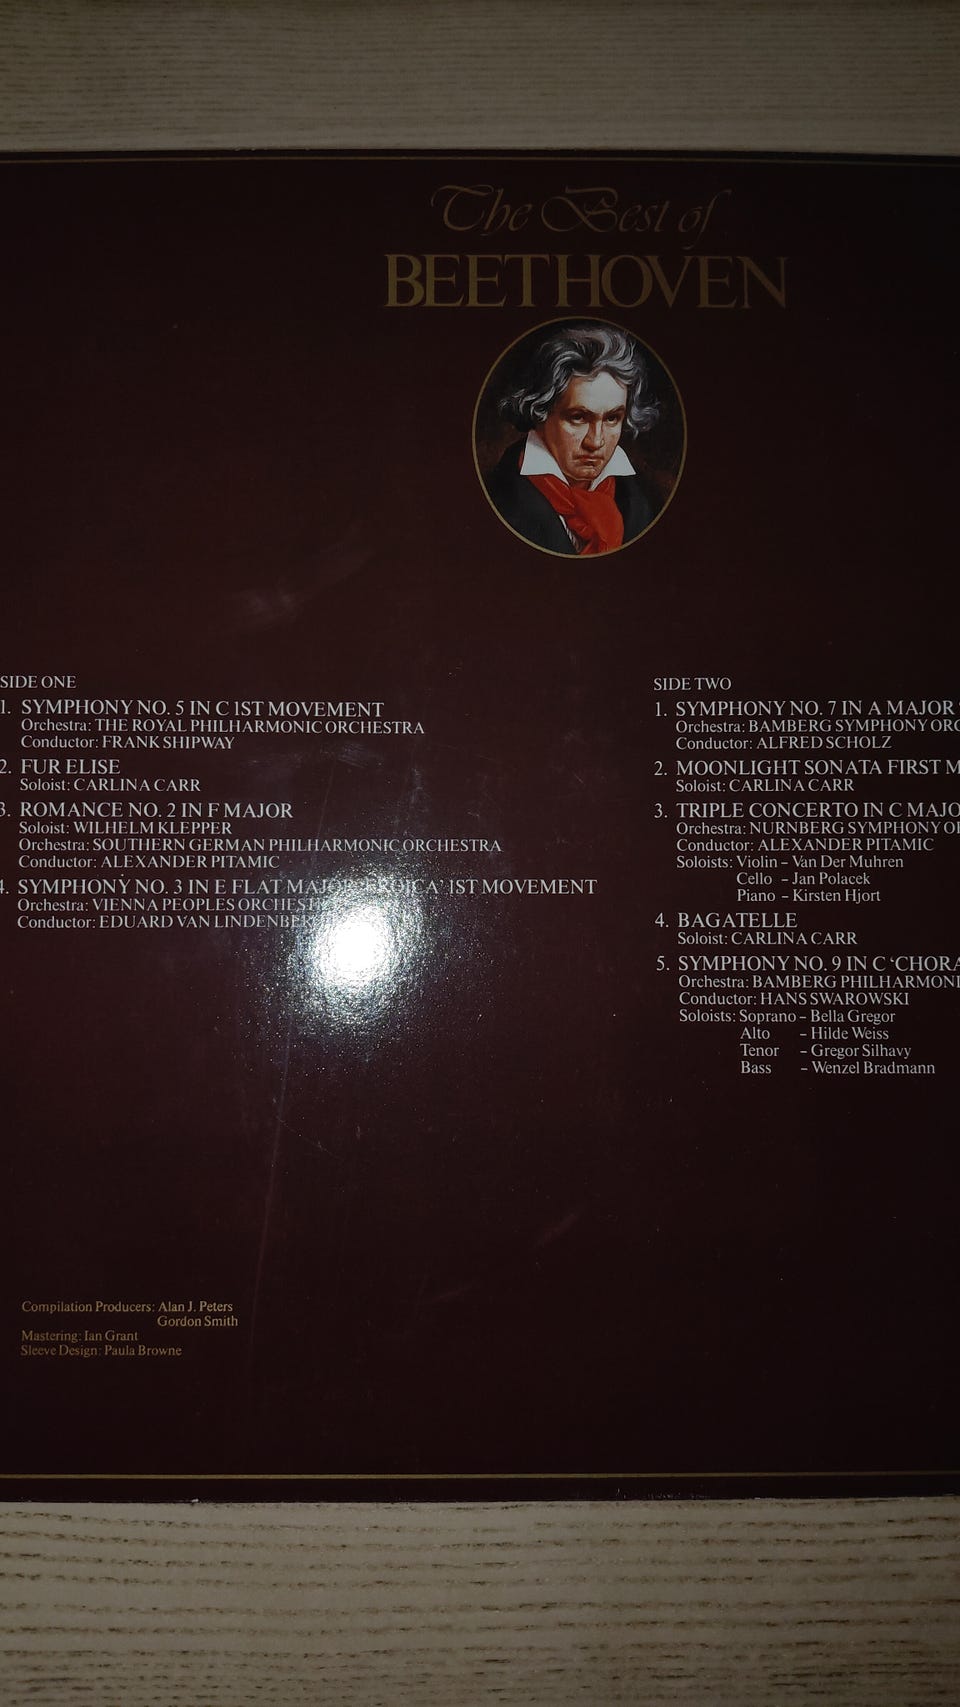 The Best of
BEETHOVEN
SIDE ONE
1. SYMPHONY NO. 5 IN C 1ST MOVEMENT
Orchestra: THE ROYAL PHILHARMONIC ORCHESTRA
Conductor: FRANK SHIPWAY
2. FUR ELISE
Soloist: CARLINA CARR
3. ROMANCE NO. 2 IN F MAJOR
Soloist: WILHELM KLEPPER
Orchestra: SOUTHERN GERMAN PHILHARMONIC ORCHESTRA
Conductor: ALEXANDER PITAMIC
4. SYMPHONY NO. 3 IN E FLAT MAJOR 'EROICA' 1ST MOVEMENT
Orchestra: VIENNA PEOPLES
Conductor: EDUARD VAN
SIDE TWO
1. SYMPHONY NO. 7 IN A MAJOR
Orchestra: BAMBERG SYMPHONY
Conductor: ALFRED SCHOLZ
2. MOONLIGHT SONATA FIRST
Soloist: CARLINA CARR
3. TRIPLE CONCERTO IN C
Orchestra: NURNBERG SYMPHONY
Conductor: ALEXANDER PITAMIC
Soloists: Violin – Van Der Muhren
Cello – Jan Polacek
Piano – Kirsten Hjort
4. BAGATELLE
Soloist: CARLINA CARR
5. SYMPHONY NO. 9 IN C
Orchestra: BAMBERG
Conductor: HANS SWAROWSKI
Soloists: Soprano – Bella Gregor
Alto – Hilde Weiss
Tenor – Gregor Silhavy
Bass – Wenzel Bradmann
Compilation Producers: Alan J. Peters
Gordon Smith
Mastering: Ian Grant
Sleeve Design: Paula Browne